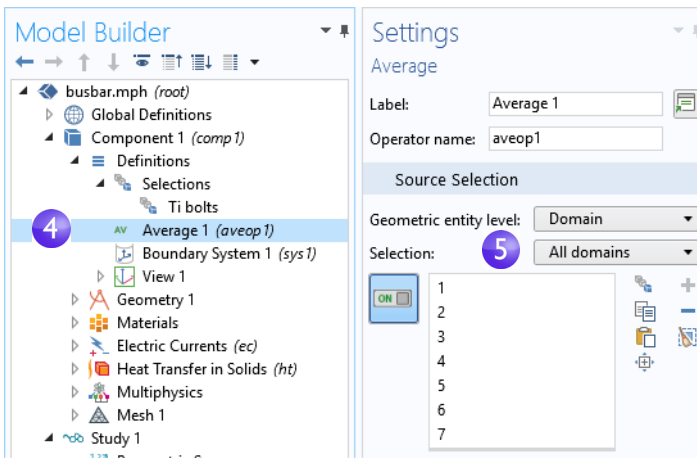 Model Builder
busbar.mph (root)
Global Definitions
Component 1 (comp1)
Definitions
Selections
Ti bolts
4
AV Average 1 (aveop1)
Boundary System 1 (sys1)
View 1
Geometry 1
Materials
Electric Currents (ec)
Heat Transfer in Solids (ht)
Multiphysics
Mesh 1
Study 1
Settings
Average
Label: Average 1
Operator name: aveop1
Source Selection
Geometric entity level: Domain
Selection: 5 All domains
ON
1
2
3
4
5
6
7